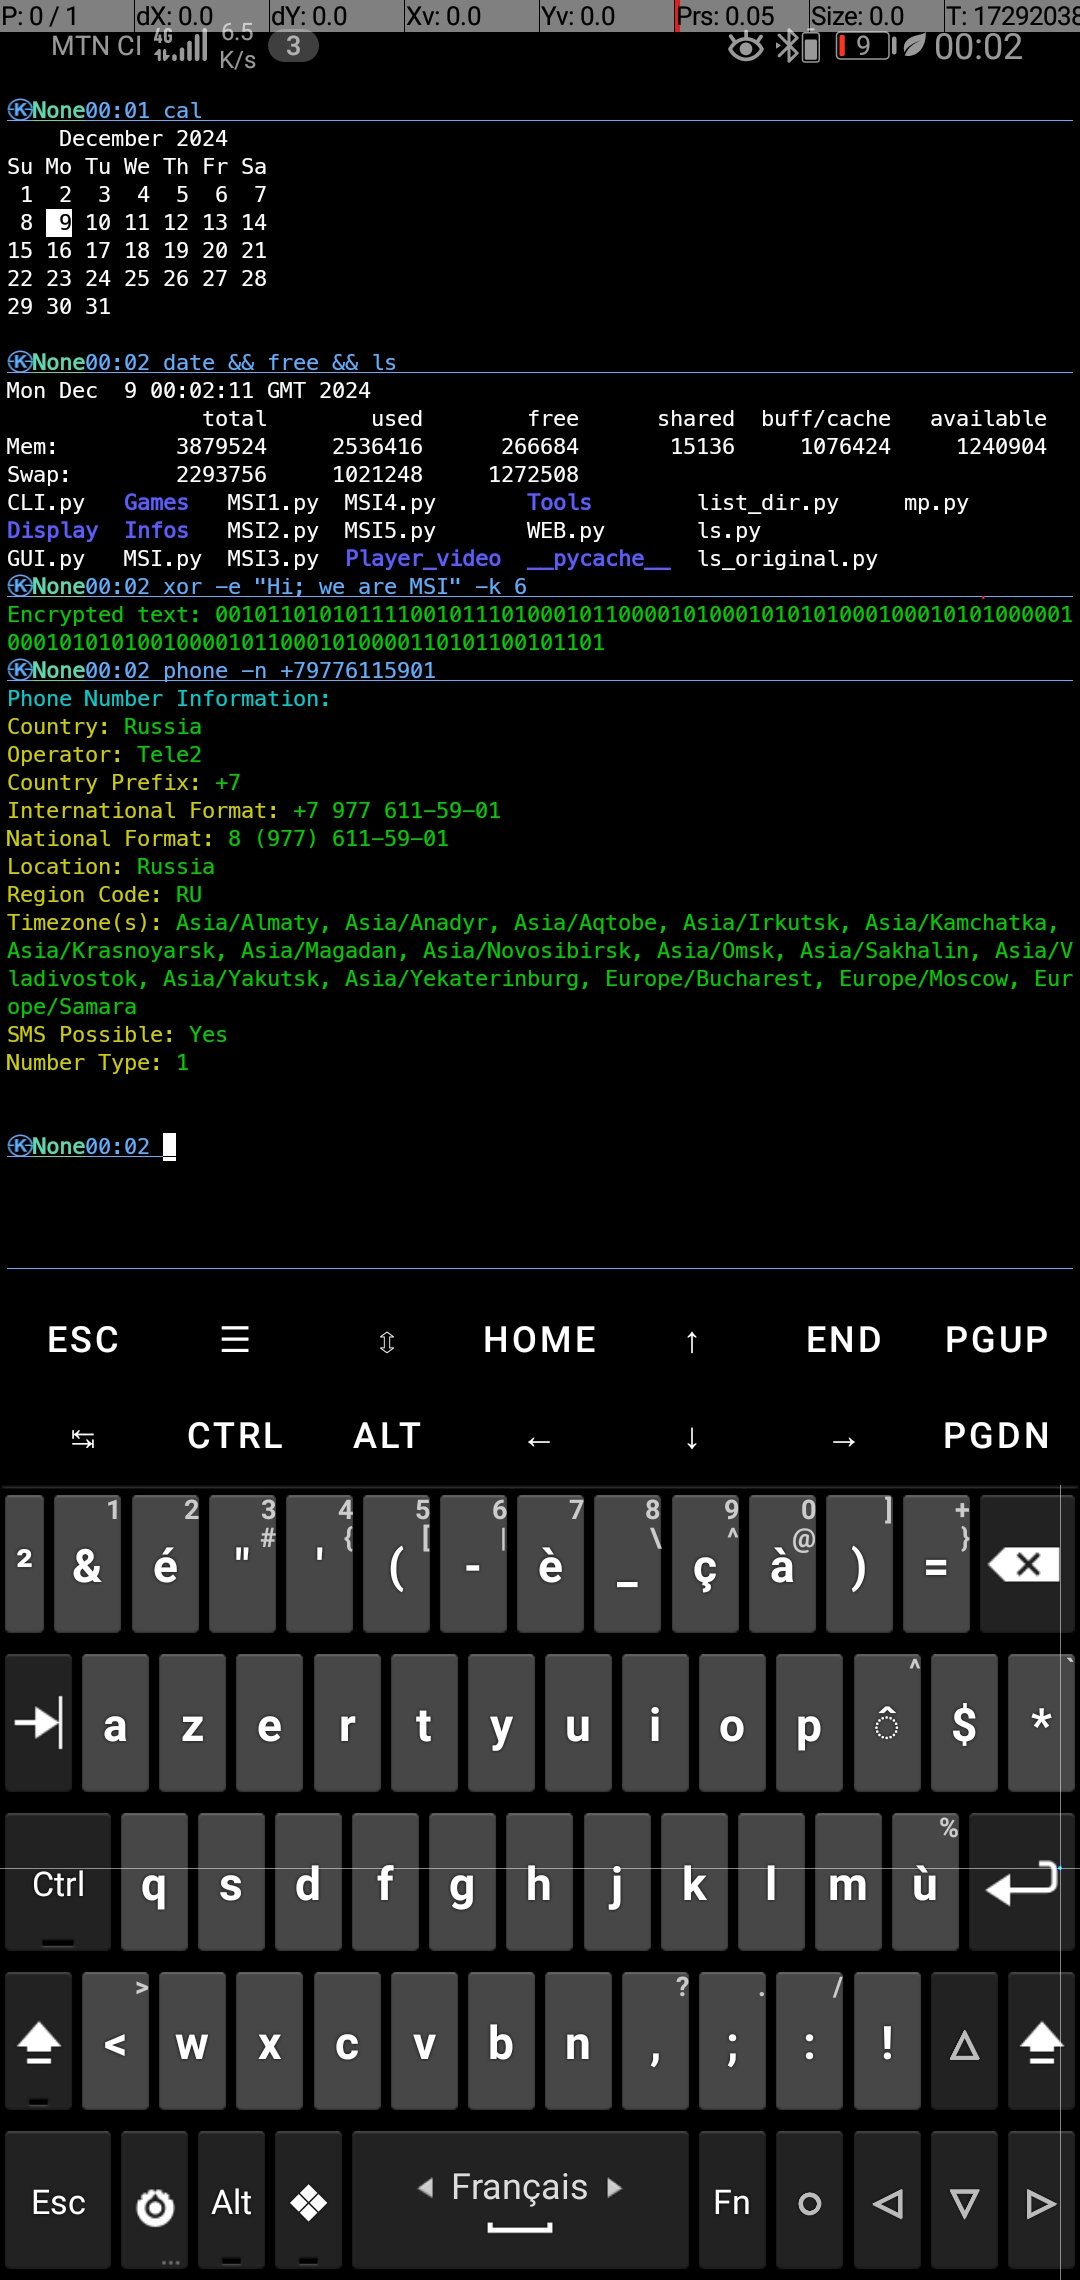 P: 0 / 1 dX: 0.0 dY: 0.0 Xv: 0.0 Yv: 0.0 Prs: 0.05 Size: 0.0 T: 17292038
MTN CI 4G 6.5 K/s 3 9 00:02
ⓀNone00:01 cal
December 2024
Su Mo Tu We Th Fr Sa
1 2 3 4 5 6 7
8 9 10 11 12 13 14
15 16 17 18 19 20 21
22 23 24 25 26 27 28
29 30 31
ⓀNone00:02 date && free && ls
Mon Dec  9 00:02:11 GMT 2024
total used free shared buff/cache available
Mem: 3879524 2536416 266684 15136 1076424 1240904
Swap: 2293756 1021248 1272508
CLI.py Games MSI1.py MSI4.py Tools list_dir.py mp.py
Display Infos MSI2.py MSI5.py WEB.py ls.py
GUI.py MSI.py MSI3.py Player_video __pycache__ ls_original.py
ⓀNone00:02 xor -e "Hi; we are MSI" -k 6
Encrypted text: 001011010101111001011101000101100001010001010101000100010101000001
0001010101001000010110001010000110101100101101
ⓀNone00:02 phone -n +79776115901
Phone Number Information:
Country: Russia
Operator: Tele2
Country Prefix: +7
International Format: +7 977 611-59-01
National Format: 8 (977) 611-59-01
Location: Russia
Region Code: RU
Timezone(s): Asia/Almaty, Asia/Anadyr, Asia/Aqtobe, Asia/Irkutsk, Asia/Kamchatka,
Asia/Krasnoyarsk, Asia/Magadan, Asia/Novosibirsk, Asia/Omsk, Asia/Sakhalin, Asia/V
ladivostok, Asia/Yakutsk, Asia/Yekaterinburg, Europe/Bucharest, Europe/Moscow, Eur
ope/Samara
SMS Possible: Yes
Number Type: 1
ⓀNone00:02
ESC ☰ ⇳ HOME ↑ END PGUP
↹ CTRL ALT ← ↓ → PGDN
1 2 3 # 4 { 5 [ 6 | 7 8 \ 9 ^ 0 @ ] + }
² & é " ' ( - è _ ç à ) =
^ `
a z e r t y u i o p ◌̂ $ *
%
Ctrl q s d f g h j k l m ù
> ? . /
< w x c v b n , ; : !
Esc Alt Français Fn